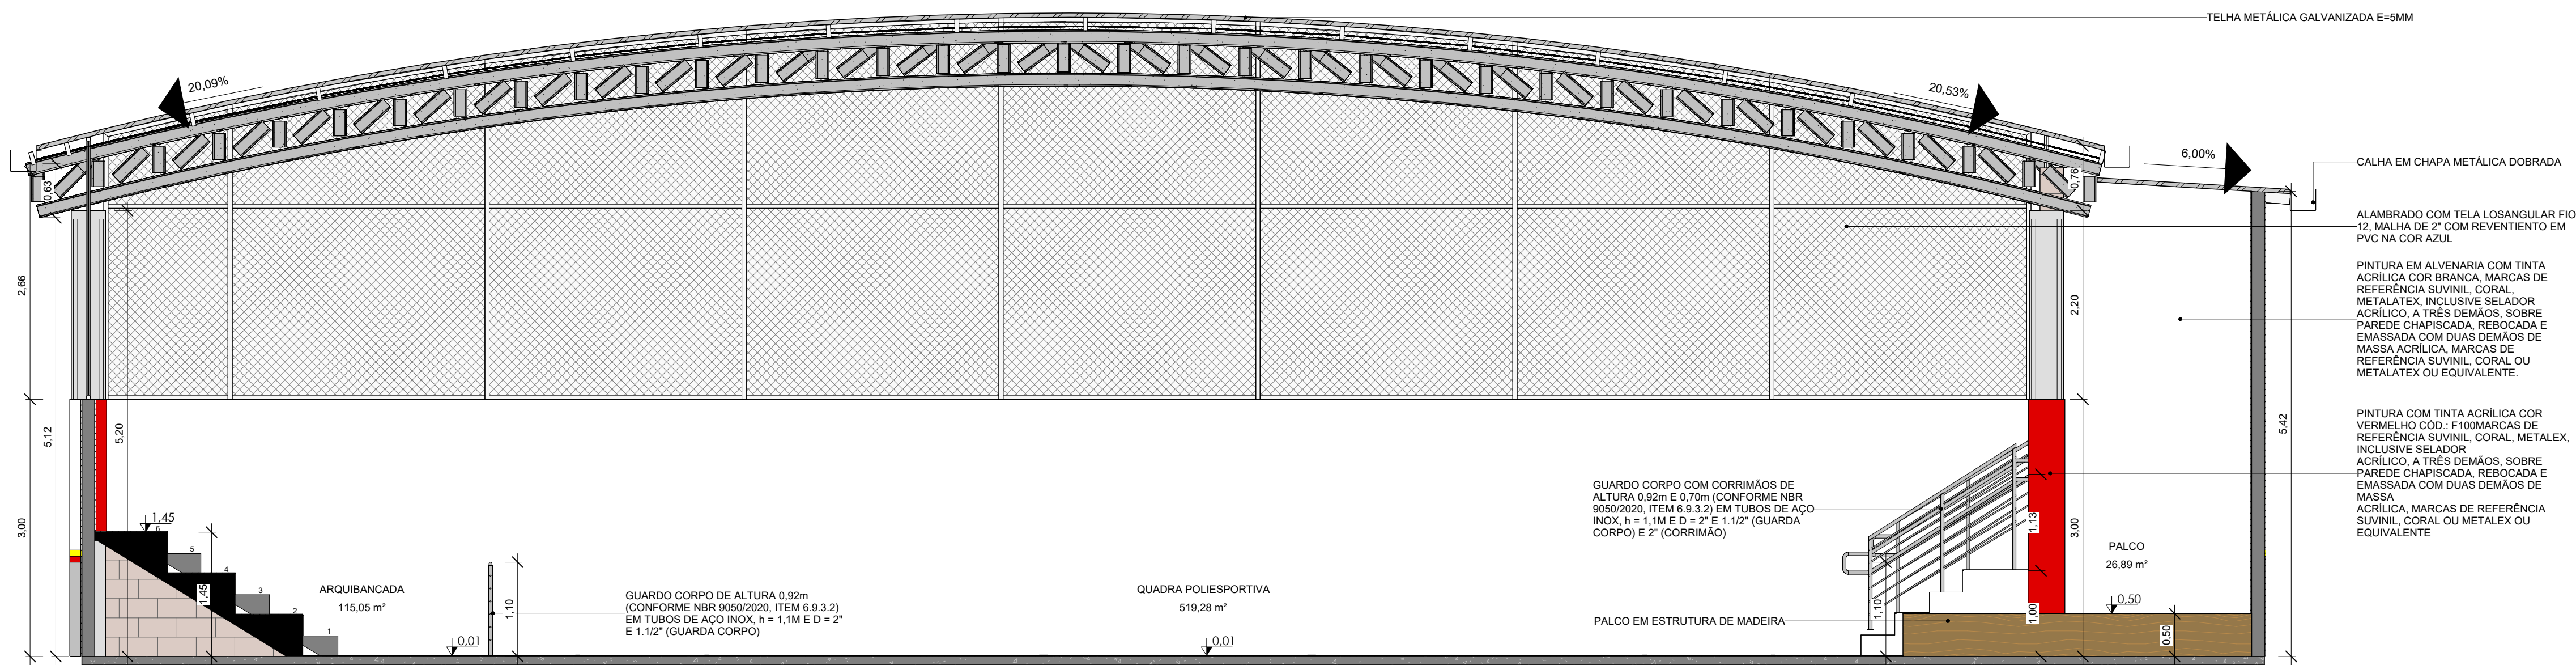 TELHA METÁLICA GALVANIZADA E=5MM
20,09%
20,53%
6,00%
CALHA EM CHAPA METÁLICA DOBRADA
0,63
0,76
ALAMBRADO COM TELA LOSANGULAR FIO
12, MALHA DE 2" COM REVENTIENTO EM
PVC NA COR AZUL
PINTURA EM ALVENARIA COM TINTA
ACRÍLICA COR BRANCA, MARCAS DE
REFERÊNCIA SUVINIL, CORAL,
METALATEX, INCLUSIVE SELADOR
ACRÍLICO, A TRÊS DEMÃOS, SOBRE
PAREDE CHAPISCADA, REBOCADA E
EMASSADA COM DUAS DEMÃOS DE
MASSA ACRÍLICA, MARCAS DE
REFERÊNCIA SUVINIL, CORAL OU
METALATEX OU EQUIVALENTE.
2,66
2,20
5,12
5,20
5,42
PINTURA COM TINTA ACRÍLICA COR
VERMELHO CÓD.: F100MARCAS DE
REFERÊNCIA SUVINIL, CORAL, METALEX,
INCLUSIVE SELADOR
ACRÍLICO, A TRÊS DEMÃOS, SOBRE
PAREDE CHAPISCADA, REBOCADA E
EMASSADA COM DUAS DEMÃOS DE
MASSA
ACRÍLICA, MARCAS DE REFERÊNCIA
SUVINIL, CORAL OU METALEX OU
EQUIVALENTE
GUARDO CORPO COM CORRIMÃOS DE
ALTURA 0,92m E 0,70m (CONFORME NBR
9050/2020, ITEM 6.9.3.2) EM TUBOS DE AÇO
INOX, h = 1,1M E D = 2" E 1.1/2" (GUARDA
CORPO) E 2" (CORRIMÃO)
3,00
1,45
6
5
4
3
2
1
1,45
ARQUIBANCADA
115,05 m²
1,10
GUARDO CORPO DE ALTURA 0,92m
(CONFORME NBR 9050/2020, ITEM 6.9.3.2)
EM TUBOS DE AÇO INOX, h = 1,1M E D = 2"
E 1.1/2" (GUARDA CORPO)
QUADRA POLIESPORTIVA
519,28 m²
1,13
3,00
PALCO
26,89 m²
1,10
1,00
0,50
0,50
PALCO EM ESTRUTURA DE MADEIRA
0,01
0,01